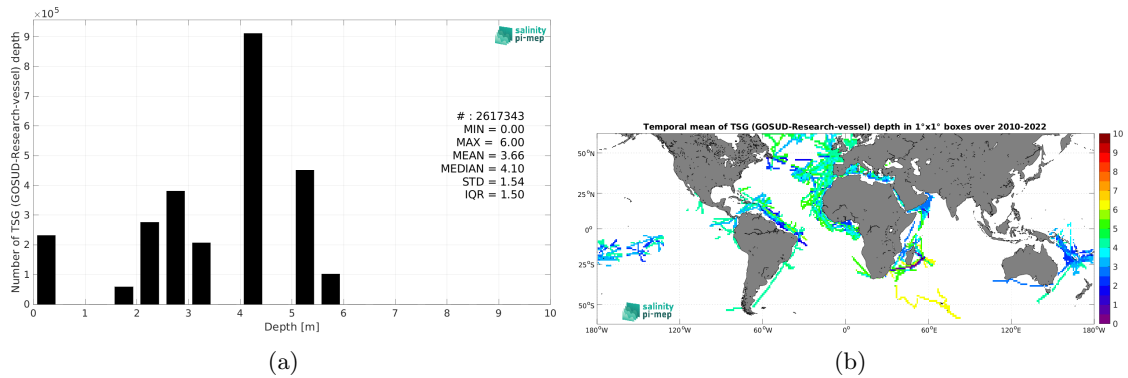 ×10⁵
9
8
7
6
5
4
3
2
1
0
Number of TSG (GOSUD-Research-vessel) depth
salinity
pi-mep
# : 2617343
MIN = 0.00
MAX = 6.00
MEAN = 3.66
MEDIAN = 4.10
STD = 1.54
IQR = 1.50
0 1 2 3 4 5 6 7 8 9 10
Depth [m]
(a)
Temporal mean of TSG (GOSUD-Research-vessel) depth in 1°x1° boxes over 2010-2022
50°N
25°N
0°
25°S
50°S
180°W 120°W 60°W 0° 60°E 120°E 180°W
salinity
pi-mep
10
9
8
7
6
5
4
3
2
1
0
(b)